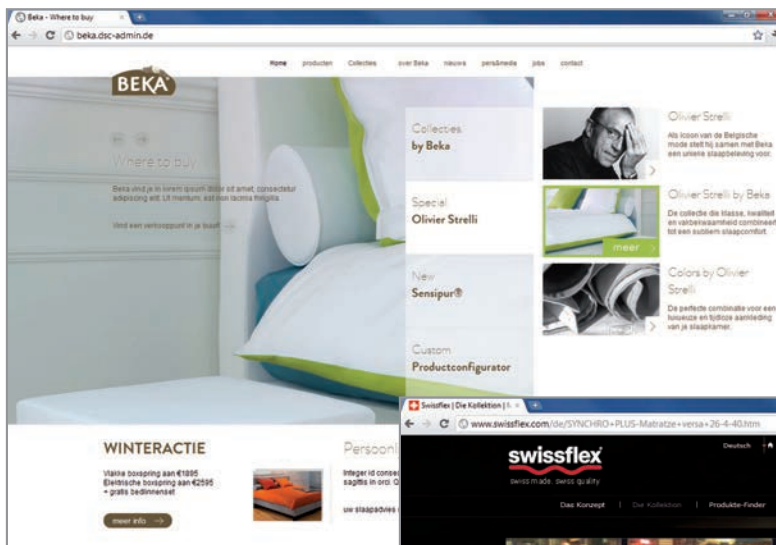 Beka - Where to buy
beka.dsc-admin.de
Home producten Collecties over Beka nieuws pers&media jobs contact
BEKA
Where to buy
Beka vind je in lorem ipsum dolor sit amet, consectetur
adipiscing elit. Ut mentum, est non lacinia fringilla.
Vind een verkooppunt in je buurt
Collecties
by Beka
Special
Olivier Strelli
New
Sensipur®
Custom
Productconfigurator
Olivier Strelli
Als icoon van de Belgische
mode stelt hij samen met Beka
een unieke slaapbeleving voor.
Olivier Strelli by Beka
De collectie die klasse, kwaliteit
en vakbekwaamheid combineert
tot een subliem slaapcomfort.
meer
Colors by Olivier
Strelli
De perfecte combinatie voor een
luxueuze en tijdloze aankleding
van je slaapkamer.
WINTERACTIE
Vlakke boxspring aan €1895
Elektrische boxspring aan €2595
+ gratis bedlinnenset
meer info
Persoonl
Integer id consec
sagittis in orci. Q
uw slaapadvies
Swissflex | Die Kollektion |
www.swissflex.com/de/SYNCHRO+PLUS-Matratze+versa+26-4-40.htm
Deutsch
swissflex
swiss made. swiss quality
Das Konzept | Die Kollektion | Produkte-Finder